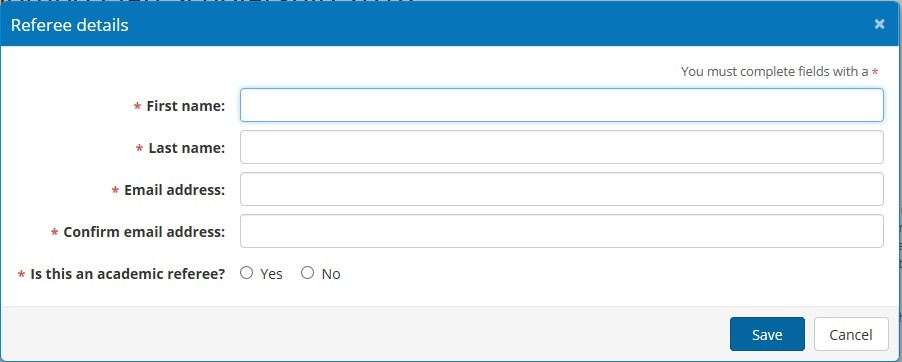 Referee details ×
You must complete fields with a *
* First name:
* Last name:
* Email address:
* Confirm email address:
* Is this an academic referee? Yes No
Save Cancel